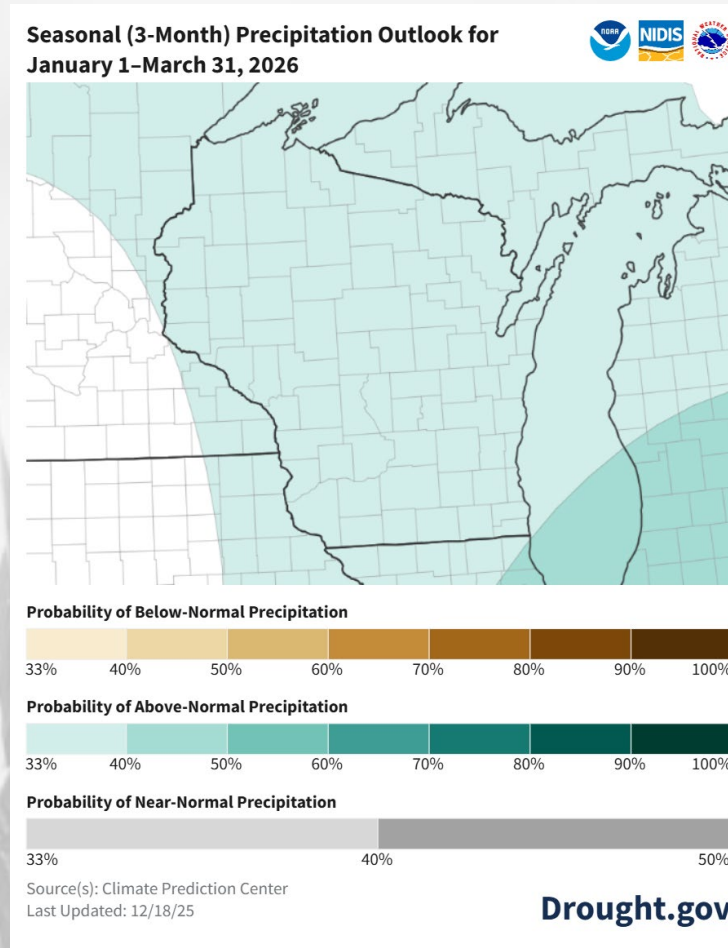 Seasonal (3-Month) Precipitation Outlook for
January 1–March 31, 2026
NOAA
NIDIS
Probability of Below-Normal Precipitation
33% 40% 50% 60% 70% 80% 90% 100%
Probability of Above-Normal Precipitation
33% 40% 50% 60% 70% 80% 90% 100%
Probability of Near-Normal Precipitation
33% 40% 50%
Source(s): Climate Prediction Center
Last Updated: 12/18/25
Drought.gov